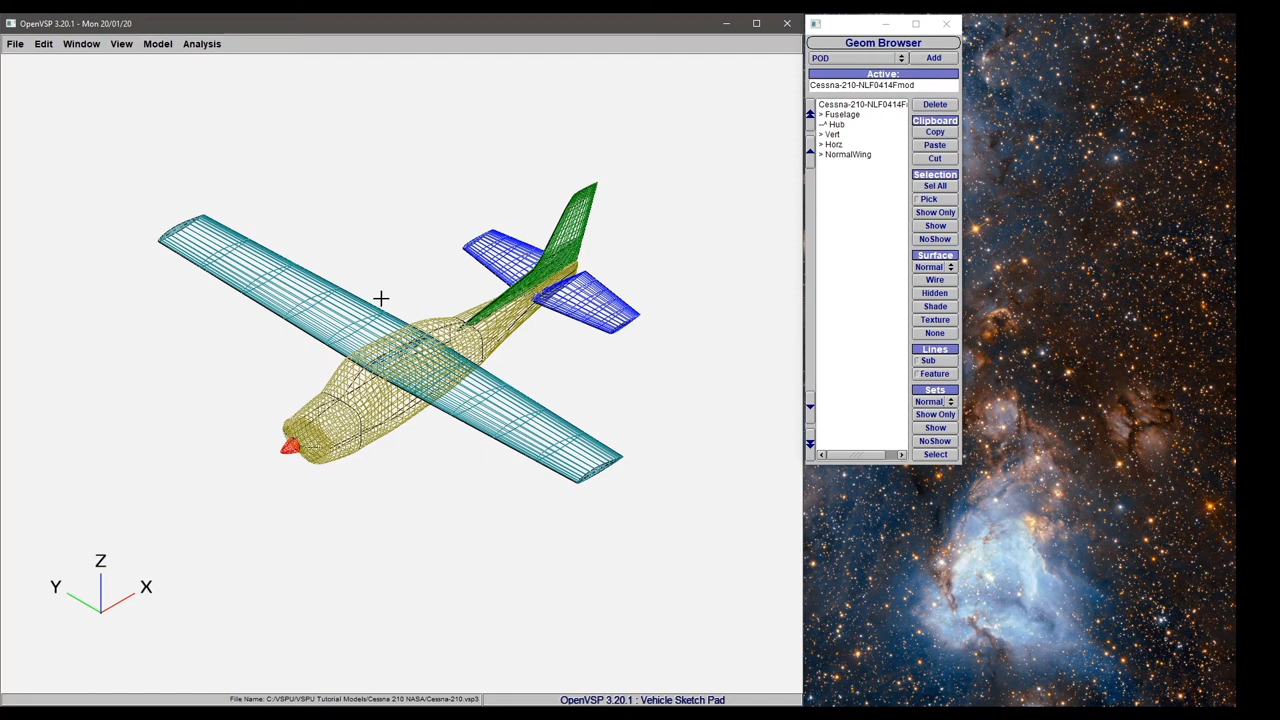 OpenVSP 3.20.1 - Mon 20/01/20
File Edit Window View Model Analysis
Z
Y
X
File Name: C:/VSPU/VSPU Tutorial Models/Cessna 210 NASA/Cessna-210.vsp3
OpenVSP 3.20.1 : Vehicle Sketch Pad
Geom Browser
POD
Add
Active:
Cessna-210-NLF0414Fmod
Cessna-210-NLF0414F
> Fuselage
--^ Hub
> Vert
> Horz
> NormalWing
Delete
Clipboard
Copy
Paste
Cut
Selection
Sel All
Pick
Show Only
Show
NoShow
Surface
Normal
Wire
Hidden
Shade
Texture
None
Lines
Sub
Feature
Sets
Normal
Show Only
Show
NoShow
Select